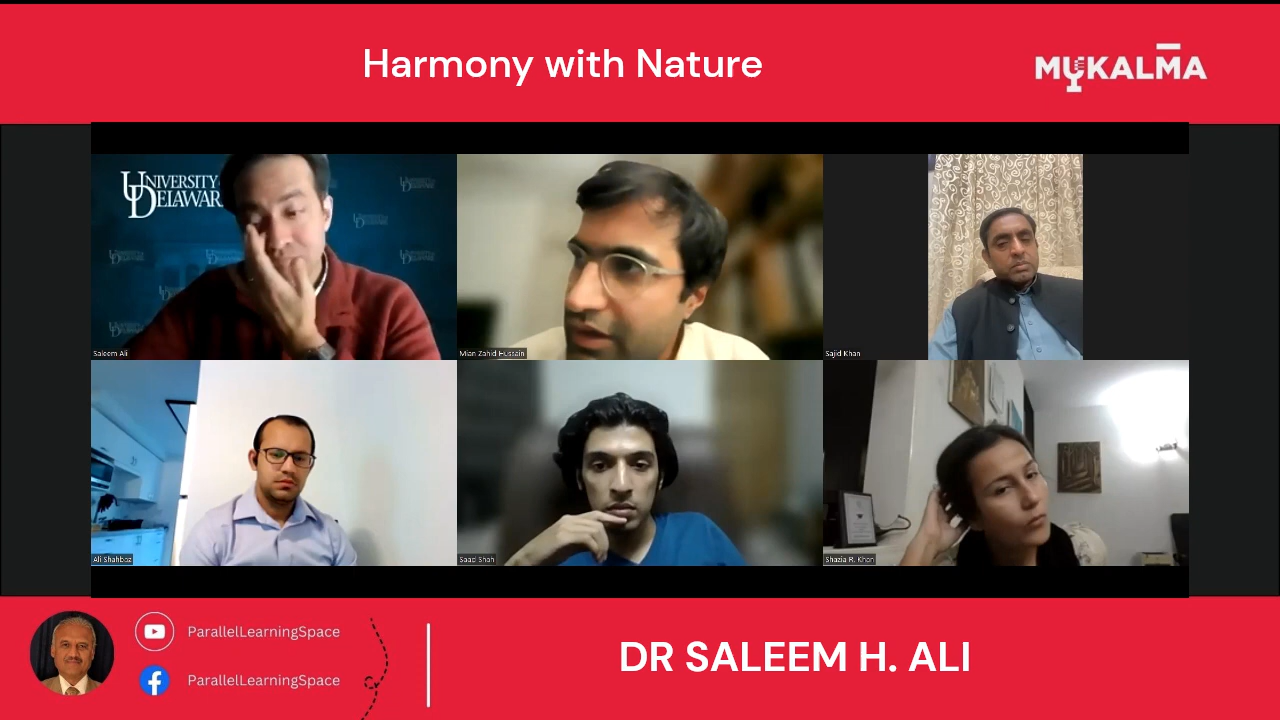 Harmony with Nature
MUKALMA
UNIVERSITY OF
DELAWARE
Saleem Ali
Mian Zahid Hussain
Sajid Khan
Ali Shahbaz
Saad Shah
Shazia R. Khan
ParallelLearningSpace
ParallelLearningSpace
DR SALEEM H. ALI